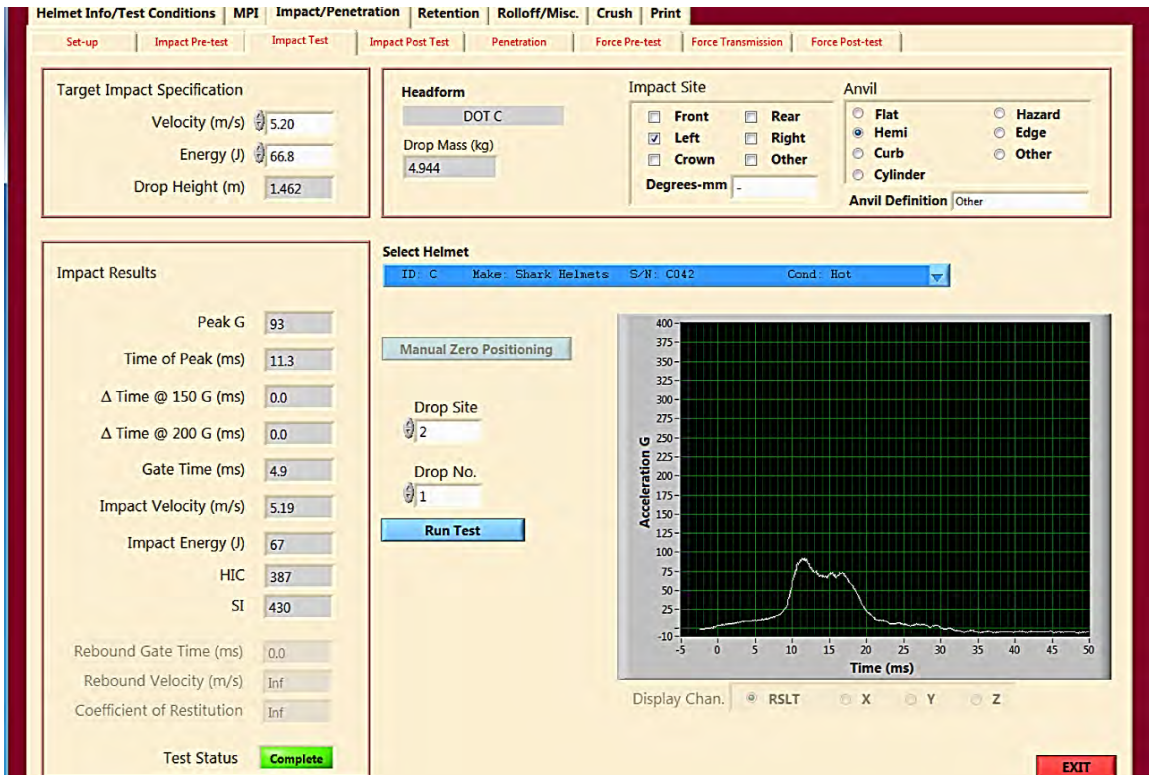 Helmet Info/Test Conditions MPI Impact/Penetration Retention Rolloff/Misc. Crush Print
Set-up Impact Pre-test Impact Test Impact Post Test Penetration Force Pre-test Force Transmission Force Post-test
Target Impact Specification
Velocity (m/s) 5.20
Energy (J) 66.8
Drop Height (m) 1.462
Headform
DOT C
Drop Mass (kg)
4.944
Impact Site
Front Rear
Left Right
Crown Other
Degrees-mm -
Anvil
Flat Hazard
Hemi Edge
Curb Other
Cylinder
Anvil Definition Other
Impact Results
Peak G 93
Time of Peak (ms) 11.3
Δ Time @ 150 G (ms) 0.0
Δ Time @ 200 G (ms) 0.0
Gate Time (ms) 4.9
Impact Velocity (m/s) 5.19
Impact Energy (J) 67
HIC 387
SI 430
Rebound Gate Time (ms) 0.0
Rebound Velocity (m/s) Inf
Coefficient of Restitution Inf
Test Status Complete
Select Helmet
ID: C Make: Shark Helmets S/N: C042 Cond: Hot
Manual Zero Positioning
Drop Site
2
Drop No.
1
Run Test
Acceleration G
400
375
350
325
300
275
250
225
200
175
150
125
100
75
50
25
-10
-5 0 5 10 15 20 25 30 35 40 45 50
Time (ms)
Display Chan. RSLT X Y Z
EXIT